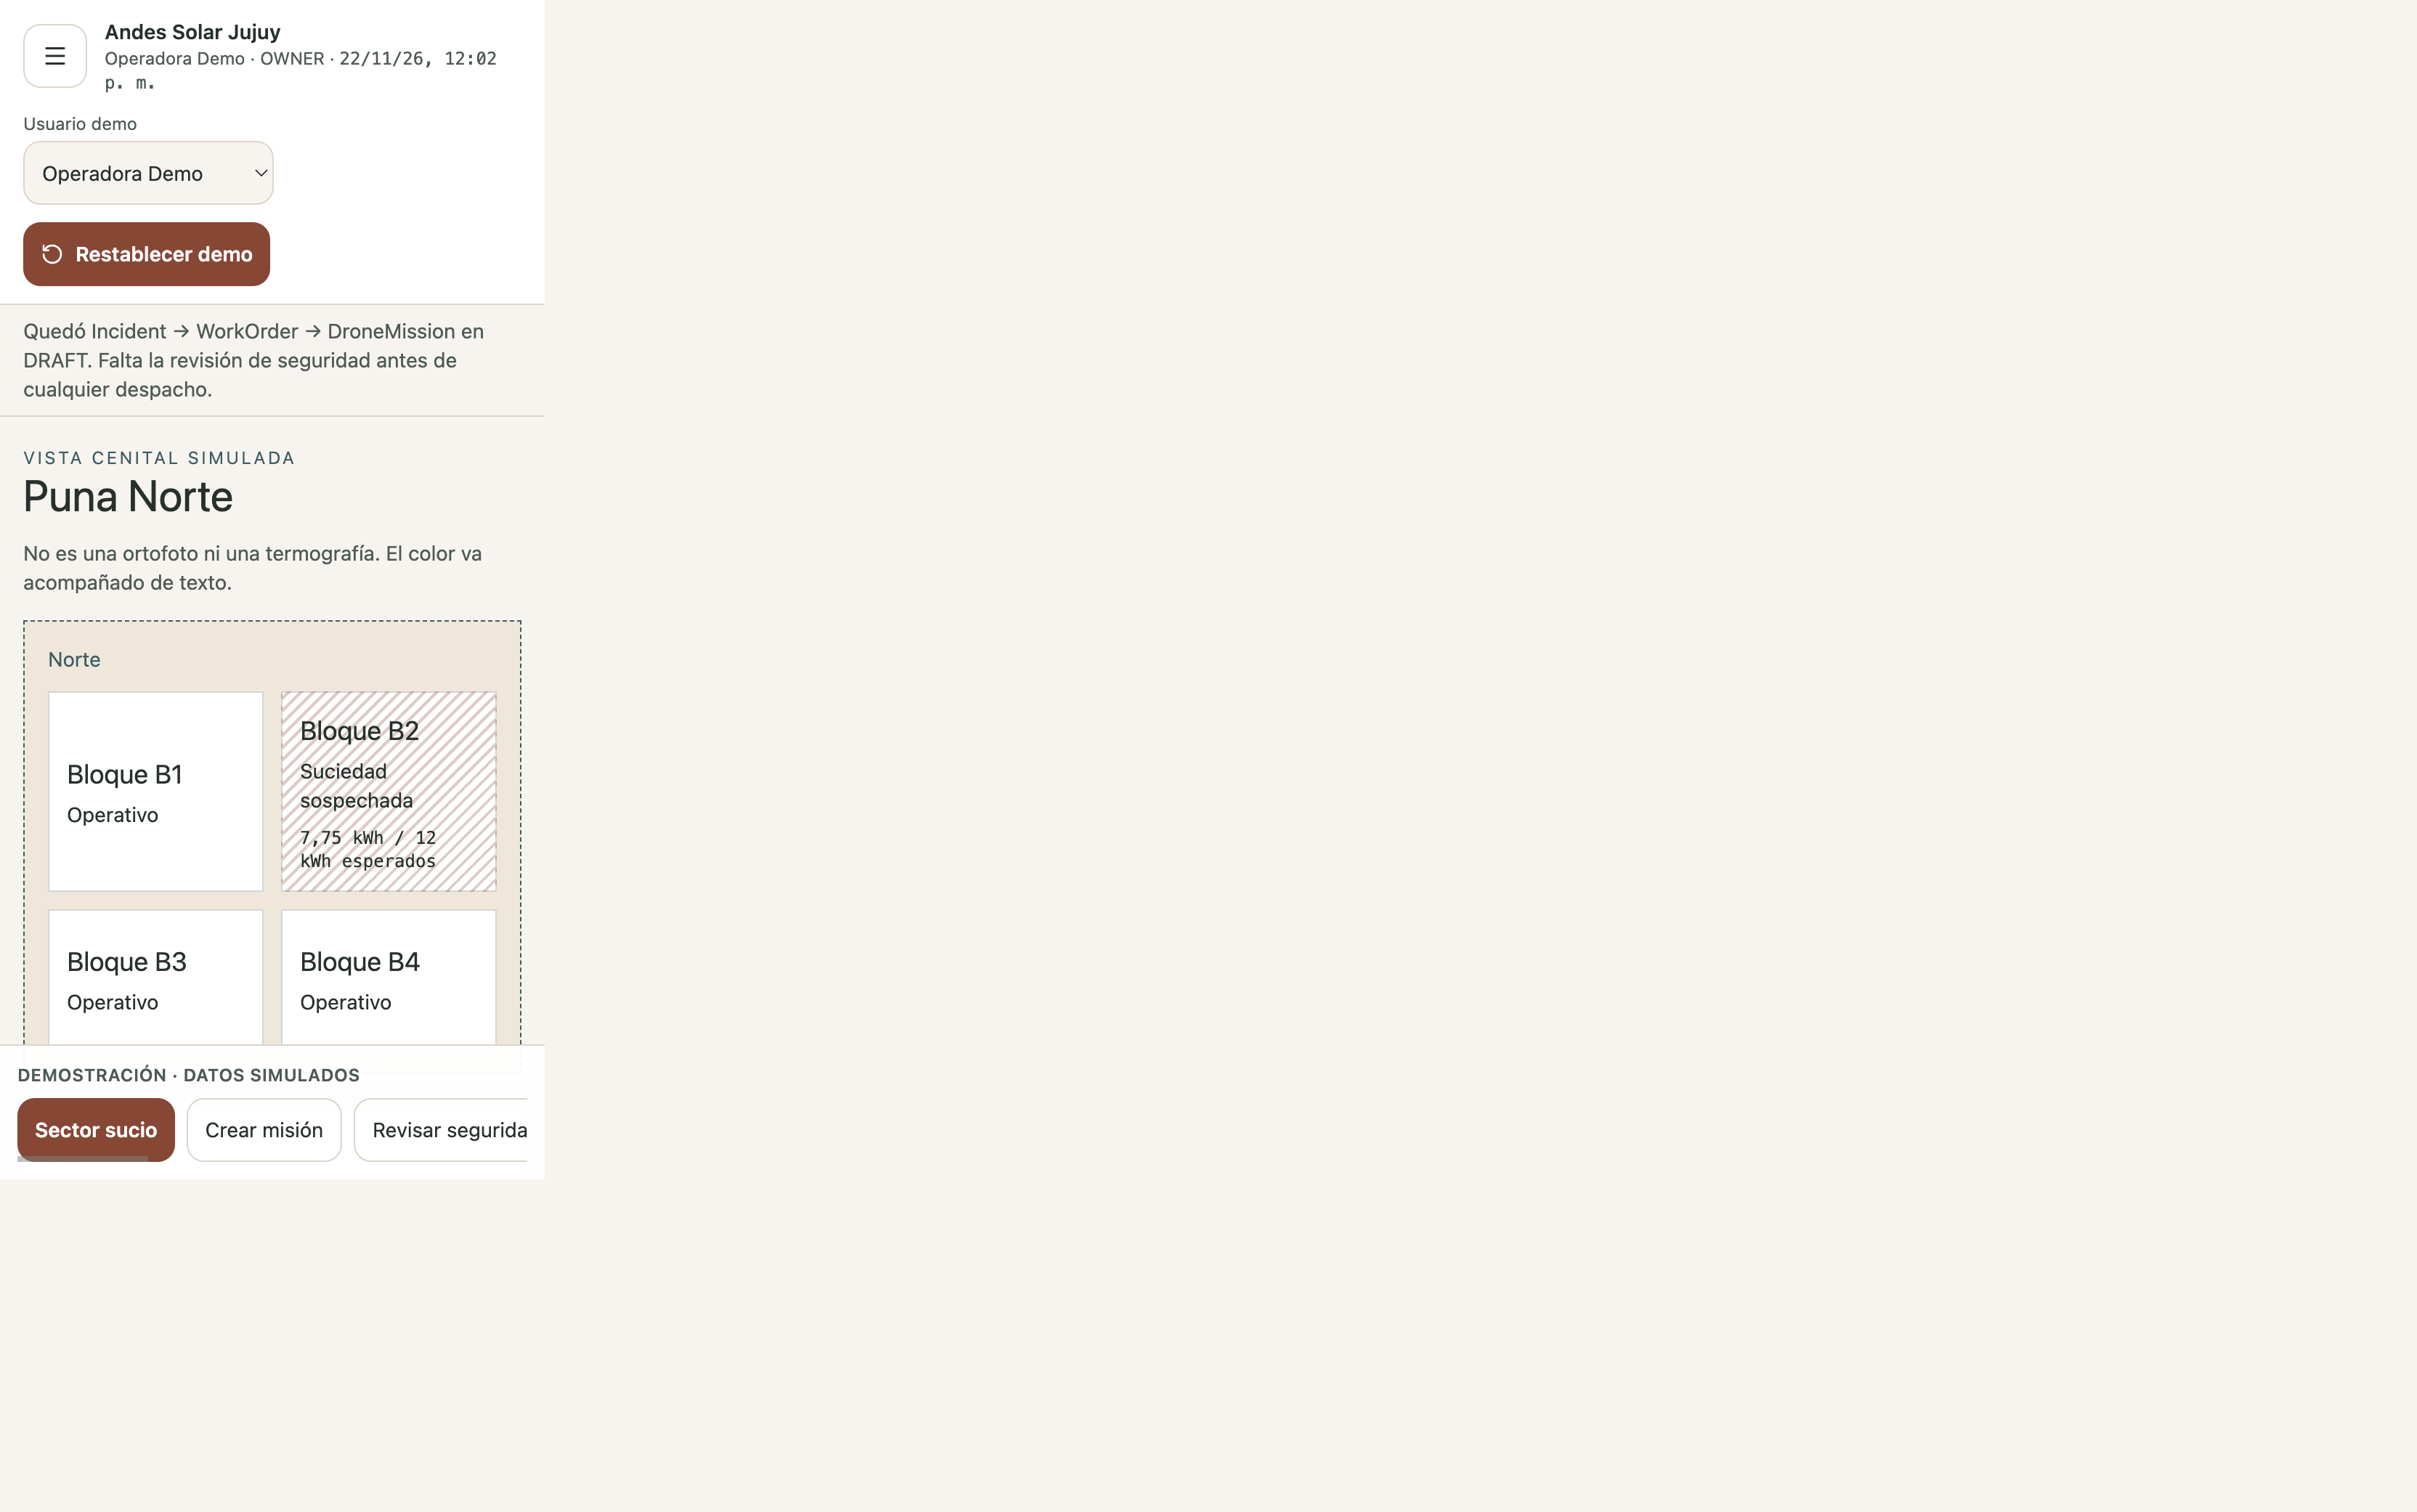 Andes Solar Jujuy
Operadora Demo · OWNER · 22/11/26, 12:02
p. m.
Usuario demo
Operadora Demo
Restablecer demo
Quedó Incident → WorkOrder → DroneMission en
DRAFT. Falta la revisión de seguridad antes de
cualquier despacho.
VISTA CENITAL SIMULADA
Puna Norte
No es una ortofoto ni una termografía. El color va
acompañado de texto.
Norte
Bloque B1
Operativo
Bloque B2
Suciedad
sospechada
7,75 kWh / 12
kWh esperados
Bloque B3
Operativo
Bloque B4
Operativo
DEMOSTRACIÓN · DATOS SIMULADOS
Sector sucio
Crear misión
Revisar segurida